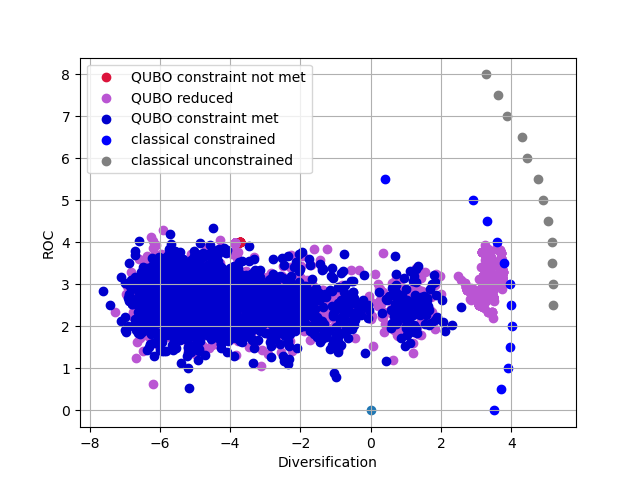 QUBO constraint not met
QUBO reduced
QUBO constraint met
classical constrained
classical unconstrained
8
7
6
5
4
3
2
1
0
ROC
−8 −6 −4 −2 0 2 4
Diversification